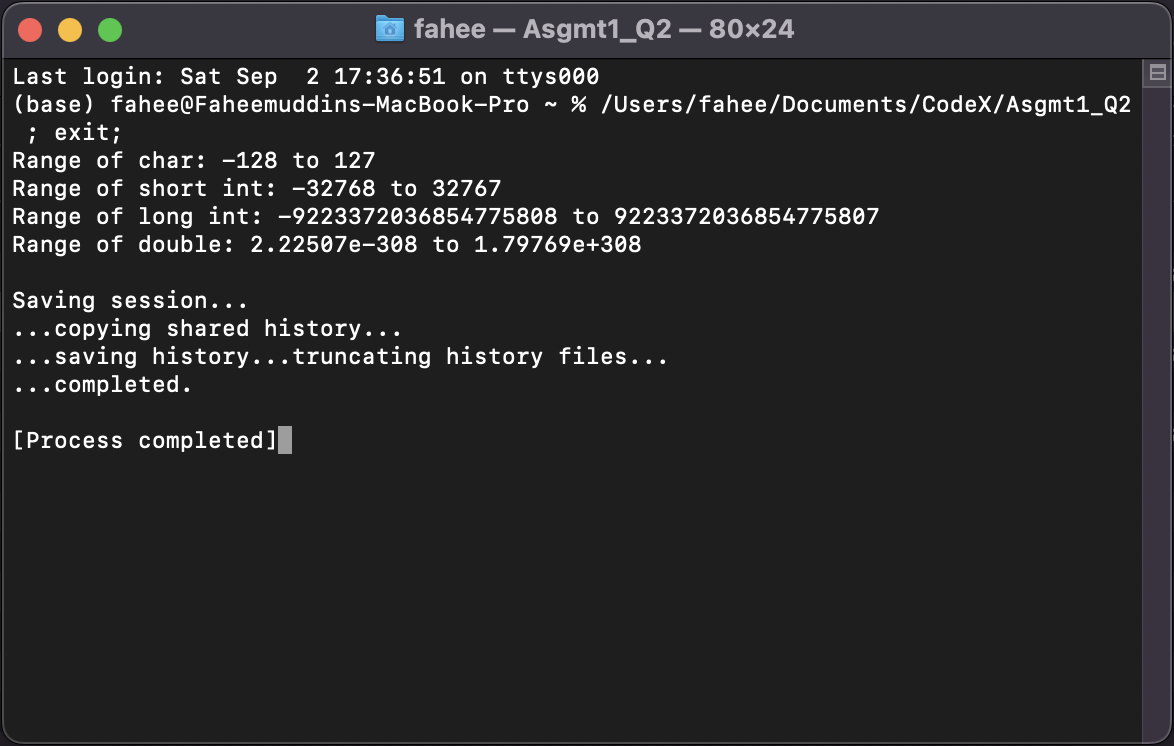 fahee — Asgmt1_Q2 — 80×24
Last login: Sat Sep  2 17:36:51 on ttys000
(base) fahee@Faheemuddins-MacBook-Pro ~ % /Users/fahee/Documents/CodeX/Asgmt1_Q2
 ; exit;
Range of char: -128 to 127
Range of short int: -32768 to 32767
Range of long int: -9223372036854775808 to 9223372036854775807
Range of double: 2.22507e-308 to 1.79769e+308
Saving session...
...copying shared history...
...saving history...truncating history files...
...completed.
[Process completed]